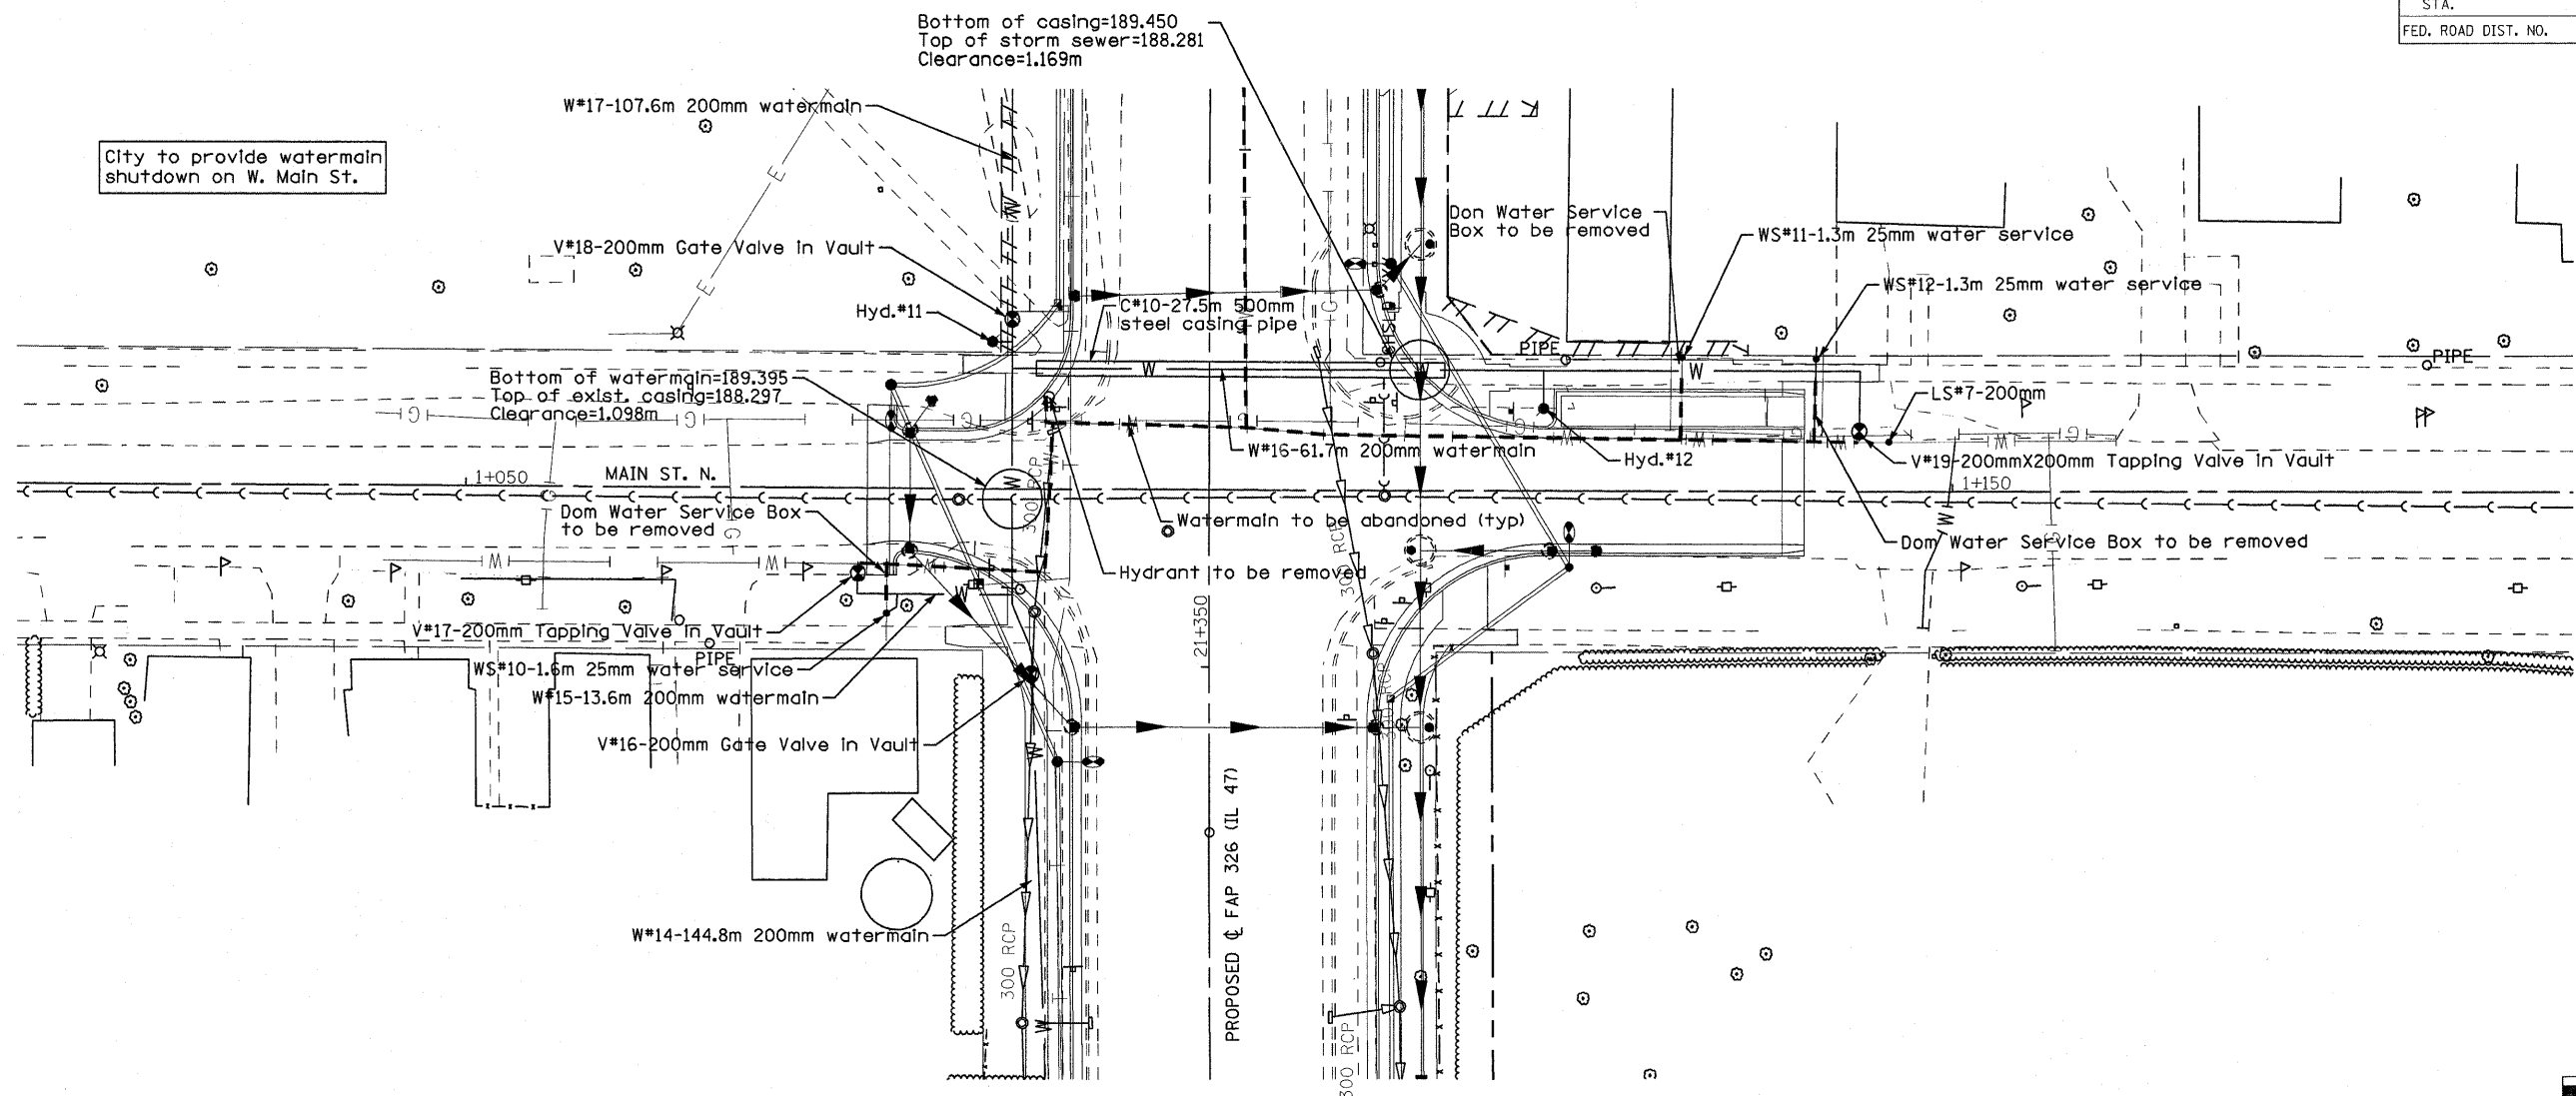 STA.
FED. ROAD DIST. NO.
Bottom of casing=189.450
Top of storm sewer=188.281
Clearance=1.169m
W#17-107.6m 200mm watermain
City to provide watermain
shutdown on W. Main St.
E
E
V#18-200mm Gate Valve in Vault
Hyd.#11
C#10-27.5m 500mm
steel casing pipe
Don Water Service
Box to be removed
WS#11-1.3m 25mm water service
WS#12-1.3m 25mm water service
PIPE
PIPE
W
W
W
Bottom of watermain=189.395
Top of exist. casing=188.297
Clearance=1.098m
G
G
G
LS#7-200mm
W#16-61.7m 200mm watermain
Hyd.#12
V#19-200mmX200mm Tapping Valve in Vault
1+050
MAIN ST. N.
1+150
300 RCP
W
Dom Water Service Box
to be removed
Watermain to be abandoned (typ)
Dom Water Service Box to be removed
W
W
W
Hydrant to be removed
300 RCP
21+350
V#17-200mm Tapping Valve in Vault
PIPE
WS#10-1.6m 25mm water service
W#15-13.6m 200mm watermain
V#16-200mm Gate Valve in Vault
W#14-144.8m 200mm watermain
300 RCP
PROPOSED ℄ FAP 326 (IL 47)
300 RCP